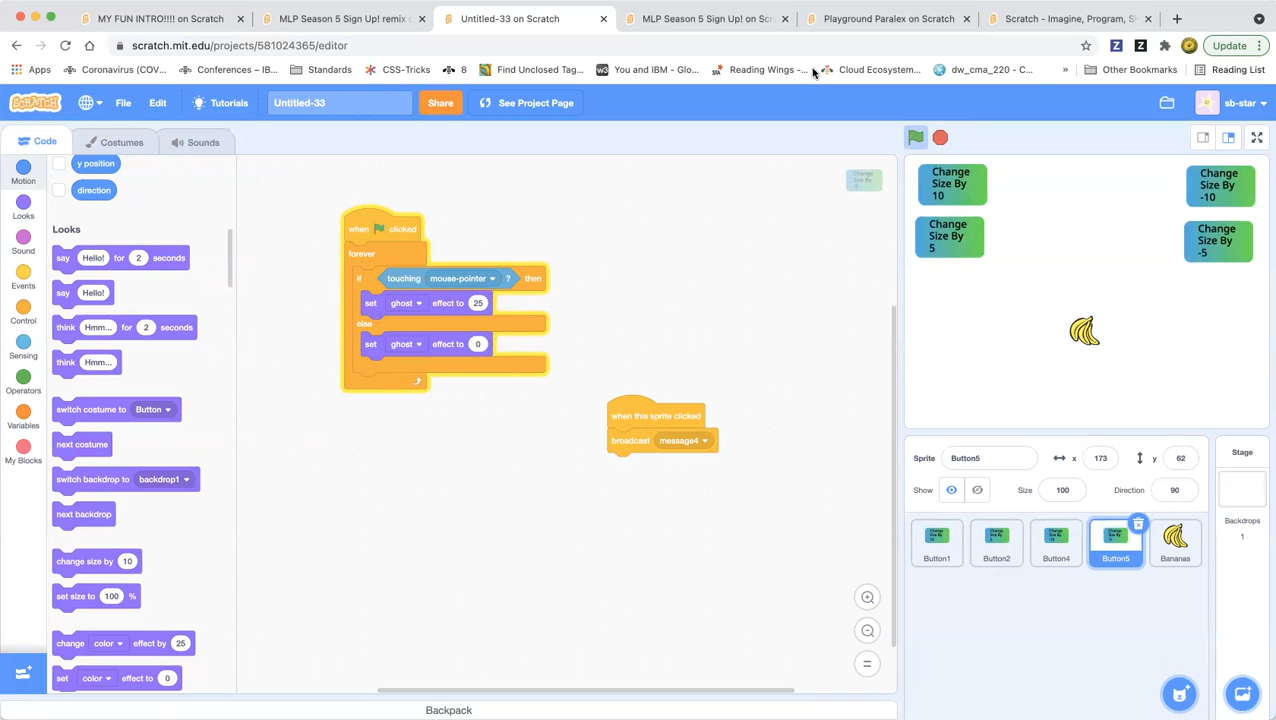 MY FUN INTRO!!!! on Scratch
MLP Season 5 Sign Up! remix
Untitled-33 on Scratch
MLP Season 5 Sign Up! on Sc
Playground Paralex on Scratch
Scratch - Imagine, Program, S
scratch.mit.edu/projects/581024365/editor
Update
Apps
Coronavirus (COV...
Conferences – IB...
Standards
CSS-Tricks
8
Find Unclosed Tag...
You and IBM - Glo...
Reading Wings -...
Cloud Ecosystem...
dw_cma_220 - C...
»
Other Bookmarks
Reading List
SCRATCH
File
Edit
Tutorials
Untitled-33
Share
See Project Page
sb-star
Code
Costumes
Sounds
Motion
Looks
Sound
Events
Control
Sensing
Operators
Variables
My Blocks
y position
direction
Looks
say Hello! for 2 seconds
say Hello!
think Hmm... for 2 seconds
think Hmm...
switch costume to Button
next costume
switch backdrop to backdrop1
next backdrop
change size by 10
set size to 100 %
change color effect by 25
set color effect to 0
when clicked
forever
if touching mouse-pointer ? then
set ghost effect to 25
else
set ghost effect to 0
when this sprite clicked
broadcast message4
Change
Size By
10
Change
Size By
-10
Change
Size By
5
Change
Size By
-5
Sprite
Button5
x
173
y
62
Show
Size
100
Direction
90
Button1
Button2
Button4
Button5
Bananas
Stage
Backdrops
1
Backpack